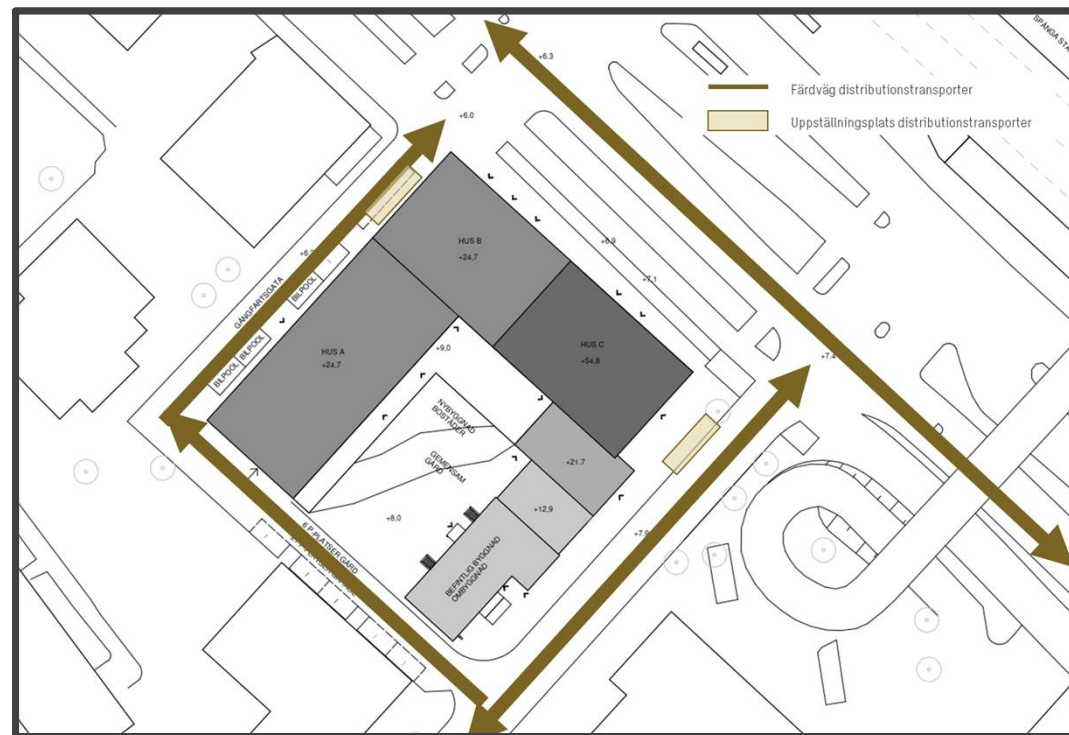 SPÅNGA STA
+6.3
Färdväg distributionstransporter
+6.0
Uppställningsplats distributionstransporter
HUS B
+24,7
+6,9
+7.1
GÅNGFARTSGATA
BILPOOL
BILPOOL
BILPOOL
HUS A
+24,7
+9,0
HUS C
+54,8
+7.4
NYBYGGNAD
BOSTÄDER
GEMENSAM
GÅRD
+21.7
+12,9
+8,0
6 P-PLATSER GÅRD
BEFINTLIG BYGGNAD
OMBYGGNAD